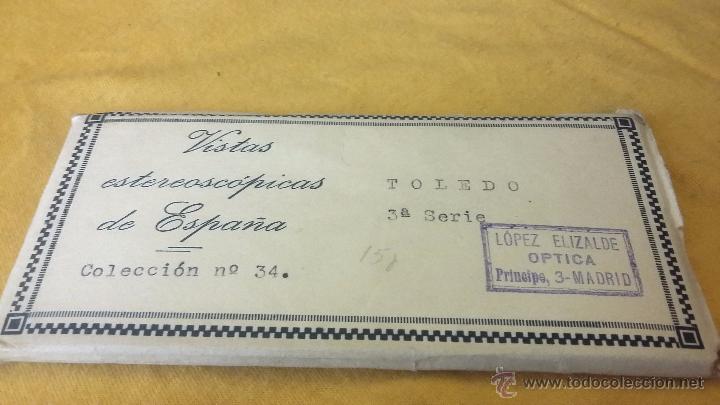 Vistas
estereoscópicas
de España
Colección nº 34.
TOLEDO
3ª Serie
LÓPEZ ELIZALDE
OPTICA
Principe, 3-MADRID
© www.todocoleccion.net